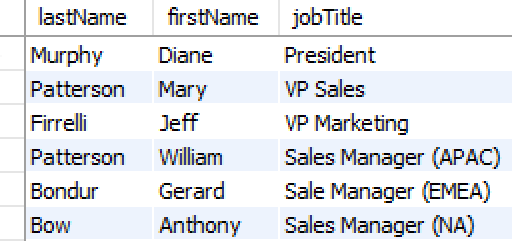 lastName firstName jobTitle
Murphy Diane President
Patterson Mary VP Sales
Firrelli Jeff VP Marketing
Patterson William Sales Manager (APAC)
Bondur Gerard Sale Manager (EMEA)
Bow Anthony Sales Manager (NA)